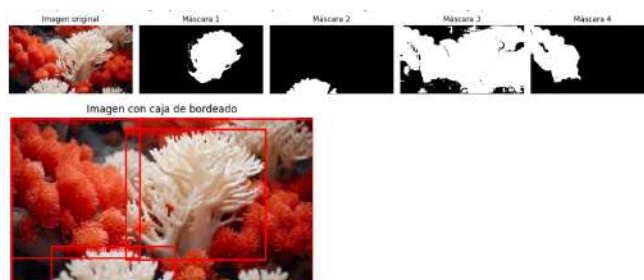 Imagen original
Máscara 1
Máscara 2
Máscara 3
Máscara 4
Imagen con caja de bordeado